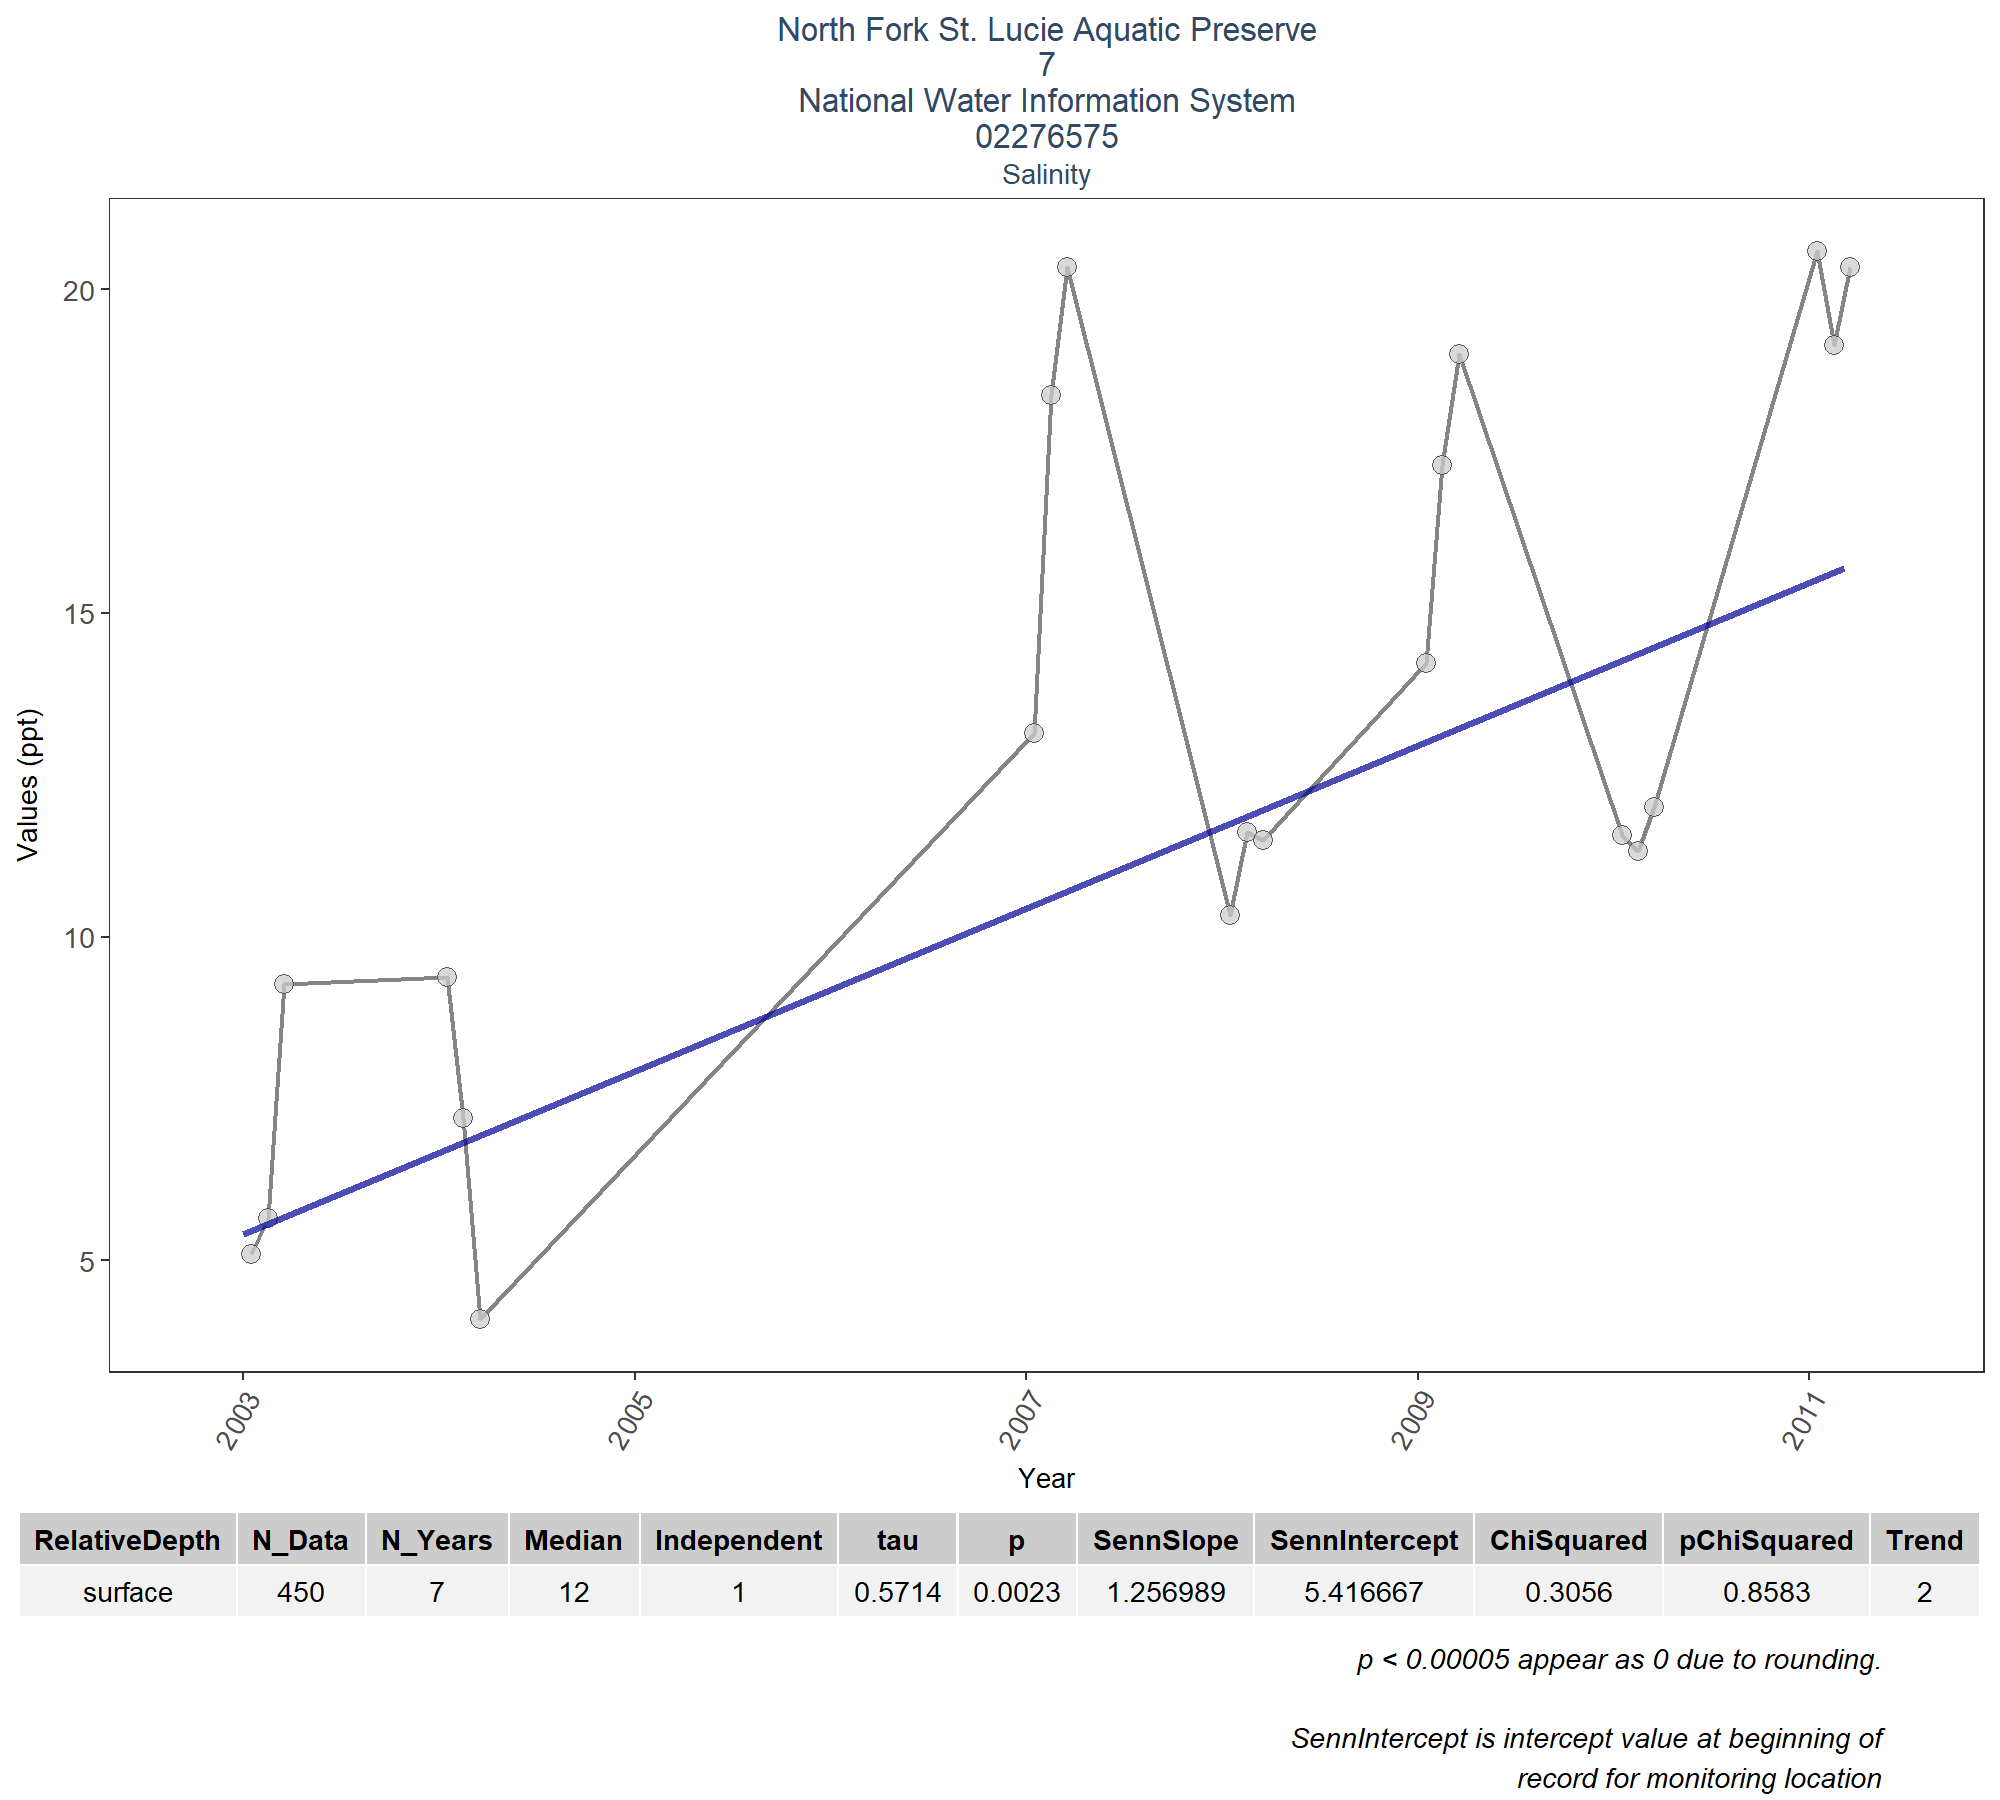 North Fork St. Lucie Aquatic Preserve
7
National Water Information System
02276575
Salinity
20
15
10
5
Values (ppt)
2003
2005
2007
2009
2011
Year
RelativeDepth N_Data N_Years Median Independent tau p SennSlope SennIntercept ChiSquared pChiSquared Trend
surface 450 7 12 1 0.5714 0.0023 1.256989 5.416667 0.3056 0.8583 2
p < 0.00005 appear as 0 due to rounding.
SennIntercept is intercept value at beginning of
record for monitoring location